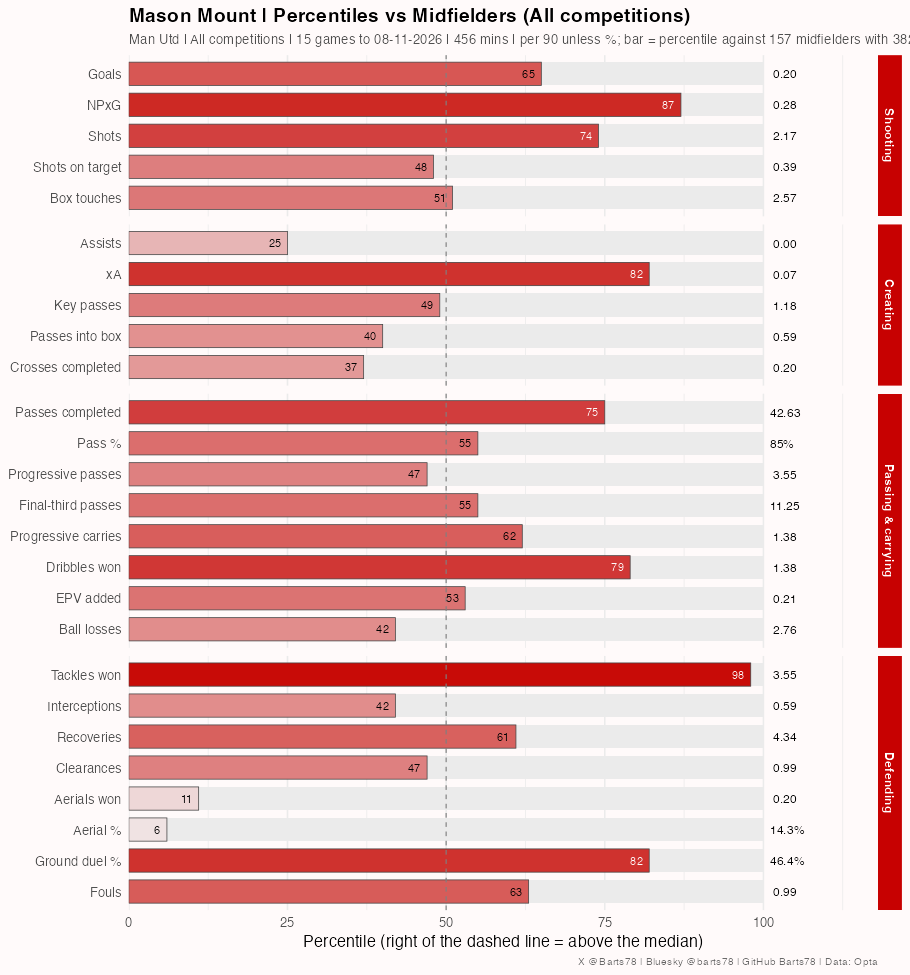 Mason Mount | Percentiles vs Midfielders (All competitions)
Man Utd | All competitions | 15 games to 08-11-2026 | 456 mins | per 90 unless %; bar = percentile against 157 midfielders with 382
Goals 65 0.20
NPxG 87 0.28
Shots 74 2.17
Shots on target 48 0.39
Box touches 51 2.57
Shooting
Assists 25 0.00
xA 82 0.07
Key passes 49 1.18
Passes into box 40 0.59
Crosses completed 37 0.20
Creating
Passes completed 75 42.63
Pass % 55 85%
Progressive passes 47 3.55
Final-third passes 55 11.25
Progressive carries 62 1.38
Dribbles won 79 1.38
EPV added 53 0.21
Ball losses 42 2.76
Passing & carrying
Tackles won 98 3.55
Interceptions 42 0.59
Recoveries 61 4.34
Clearances 47 0.99
Aerials won 11 0.20
Aerial % 6 14.3%
Ground duel % 82 46.4%
Fouls 63 0.99
Defending
0 25 50 75 100
Percentile (right of the dashed line = above the median)
X @Barts78 | Bluesky @barts78 | GitHub Barts78 | Data: Opta